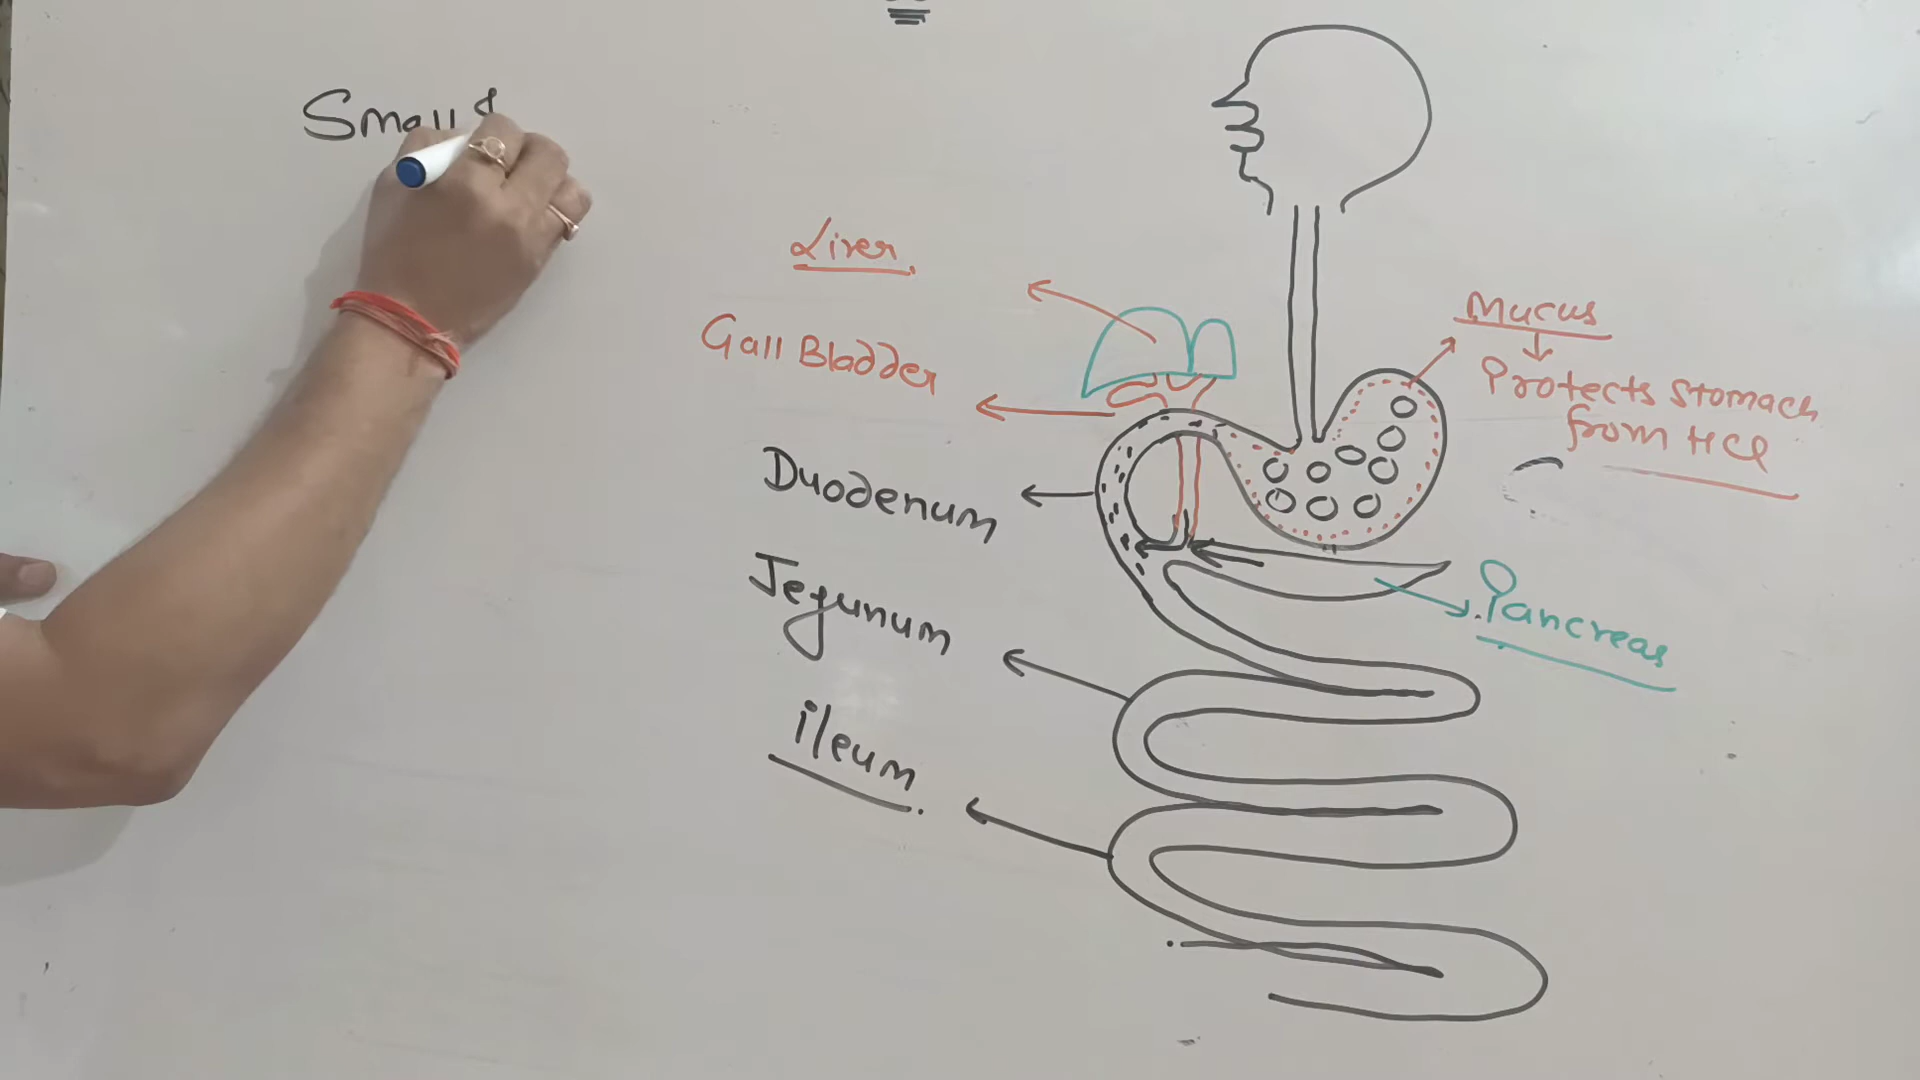 Small
Liver
Gall Bladder
Duodenum
Jejunum
ileum
Mucus
Protects Stomach
from HCl
Pancreas